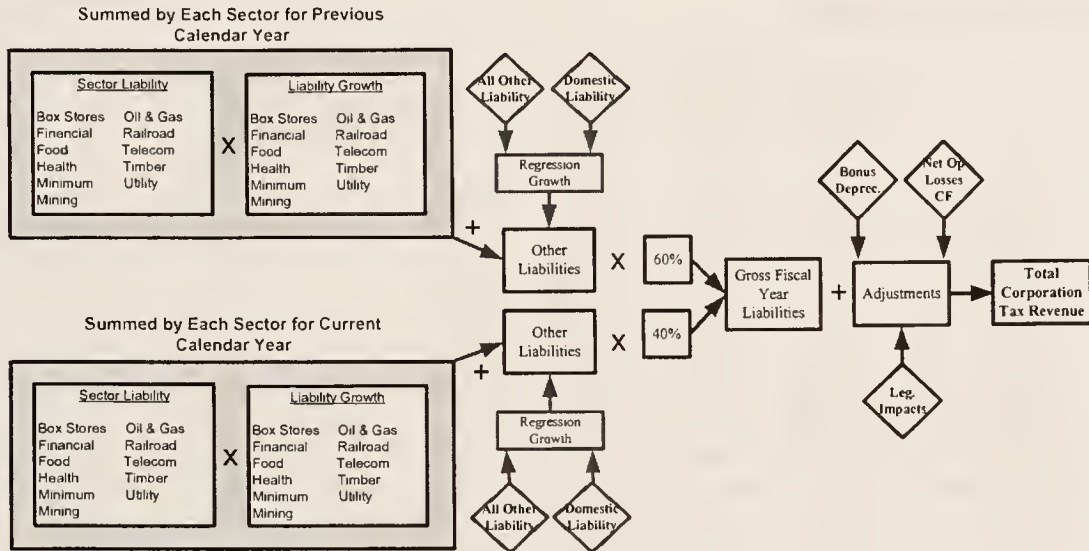 Summed by Each Sector for Previous
Calendar Year
Sector Liability
Box Stores Oil & Gas
Financial Railroad
Food Telecom
Health Timber
Minimum Utility
Mining
X
Liability Growth
Box Stores Oil & Gas
Financial Railroad
Food Telecom
Health Timber
Minimum Utility
Mining
All Other
Liability
Domestic
Liability
Regression
Growth
+
Other
Liabilities
X
60%
Summed by Each Sector for Current
Calendar Year
Sector Liability
Box Stores Oil & Gas
Financial Railroad
Food Telecom
Health Timber
Minimum Utility
Mining
X
Liability Growth
Box Stores Oil & Gas
Financial Railroad
Food Telecom
Health Timber
Minimum Utility
Mining
+
Other
Liabilities
X
40%
Regression
Growth
All Other
Liability
Domestic
Liability
Gross Fiscal
Year
Liabilities
+
Bonus
Deprec.
Net Op
Losses
CF
Adjustments
Leg.
Impacts
Total
Corporation
Tax Revenue